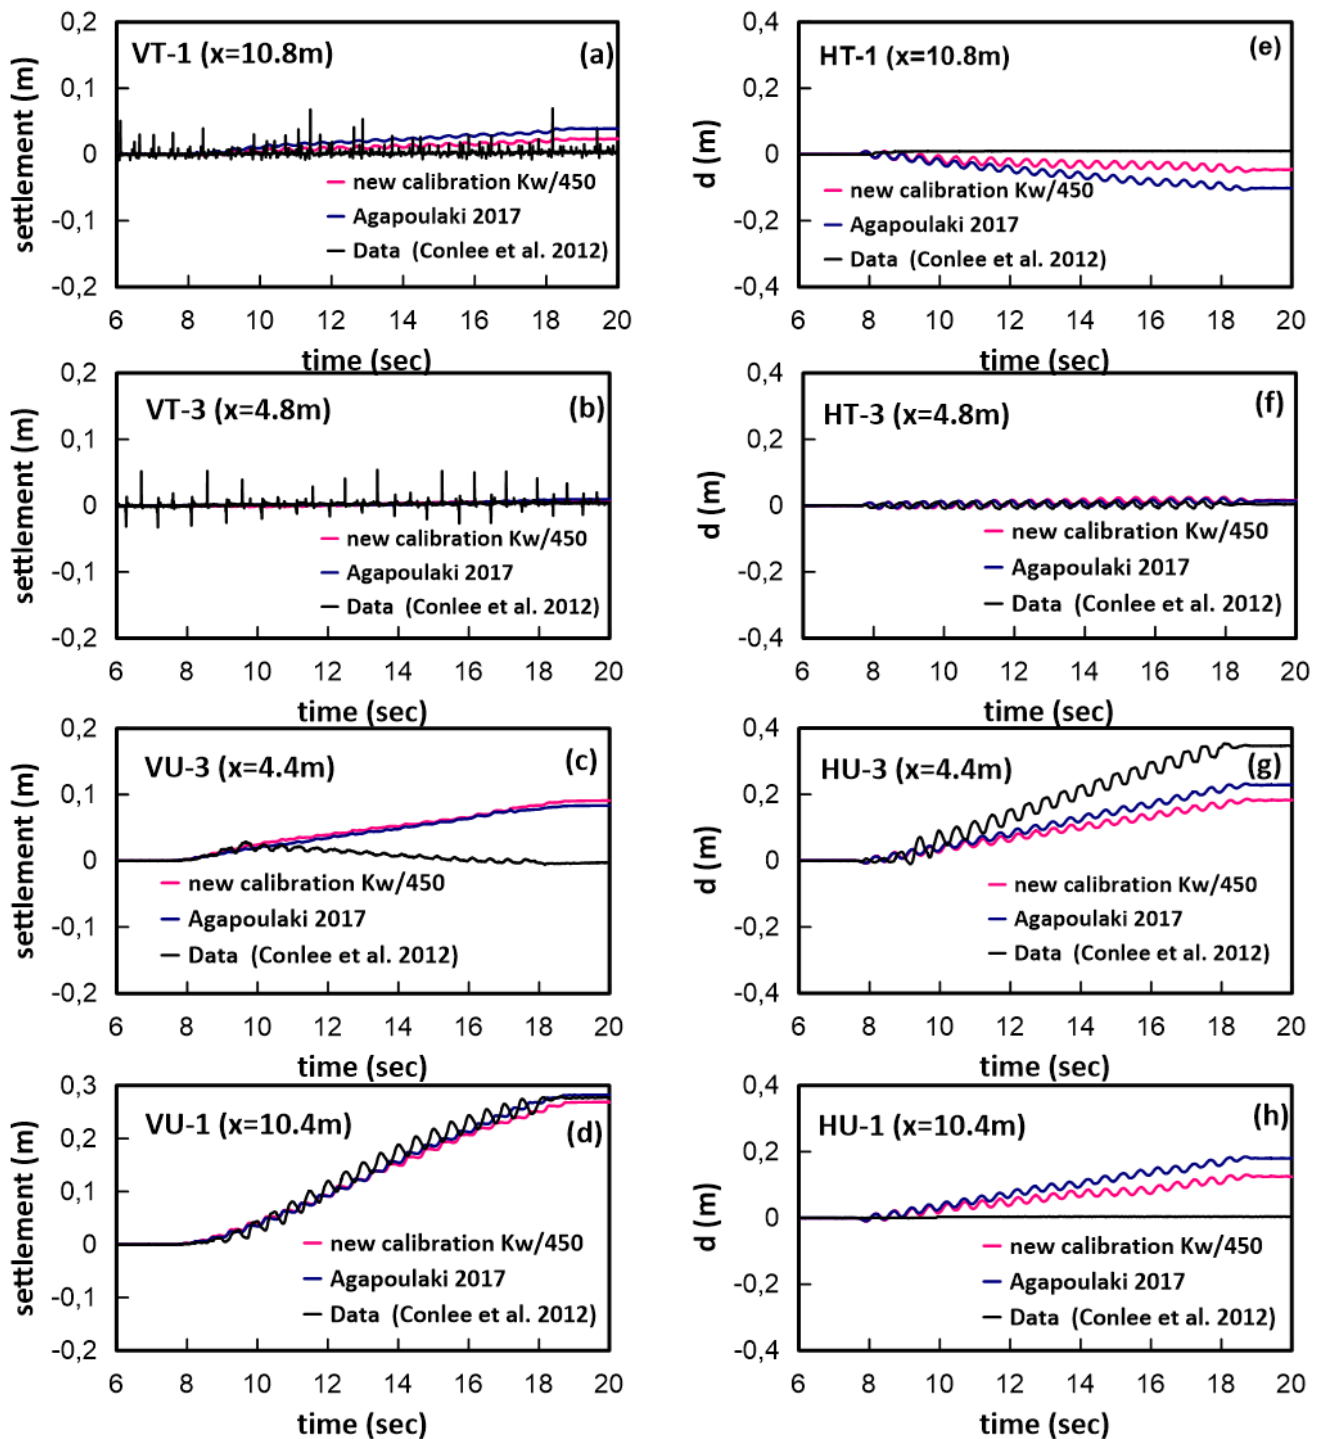 0,2
0,1
0
-0,1
-0,2
settlement (m)
VT-1 (x=10.8m)
(a)
new calibration Kw/450
Agapoulaki 2017
Data (Conlee et al. 2012)
6 8 10 12 14 16 18 20
time (sec)
0,4
0,2
0
-0,2
-0,4
d (m)
HT-1 (x=10.8m)
(e)
new calibration Kw/450
Agapoulaki 2017
Data (Conlee et al. 2012)
6 8 10 12 14 16 18 20
time (sec)
0,2
0,1
0
-0,1
-0,2
settlement (m)
VT-3 (x=4.8m)
(b)
new calibration Kw/450
Agapoulaki 2017
Data (Conlee et al. 2012)
6 8 10 12 14 16 18 20
time (sec)
0,4
0,2
0
-0,2
-0,4
d (m)
HT-3 (x=4.8m)
(f)
new calibration Kw/450
Agapoulaki 2017
Data (Conlee et al. 2012)
6 8 10 12 14 16 18 20
time (sec)
0,2
0,1
0
-0,1
-0,2
settlement (m)
VU-3 (x=4.4m)
(c)
new calibration Kw/450
Agapoulaki 2017
Data (Conlee et al. 2012)
6 8 10 12 14 16 18 20
time (sec)
0,4
0,2
0
-0,2
-0,4
d (m)
HU-3 (x=4.4m)
(g)
new calibration Kw/450
Agapoulaki 2017
Data (Conlee et al. 2012)
6 8 10 12 14 16 18 20
time (sec)
0,3
0,2
0,1
0
-0,1
-0,2
settlement (m)
VU-1 (x=10.4m)
(d)
new calibration Kw/450
Agapoulaki 2017
Data (Conlee et al. 2012)
6 8 10 12 14 16 18 20
time (sec)
0,4
0,2
0
-0,2
-0,4
d (m)
HU-1 (x=10.4m)
(h)
new calibration Kw/450
Agapoulaki 2017
Data (Conlee et al. 2012)
6 8 10 12 14 16 18 20
time (sec)